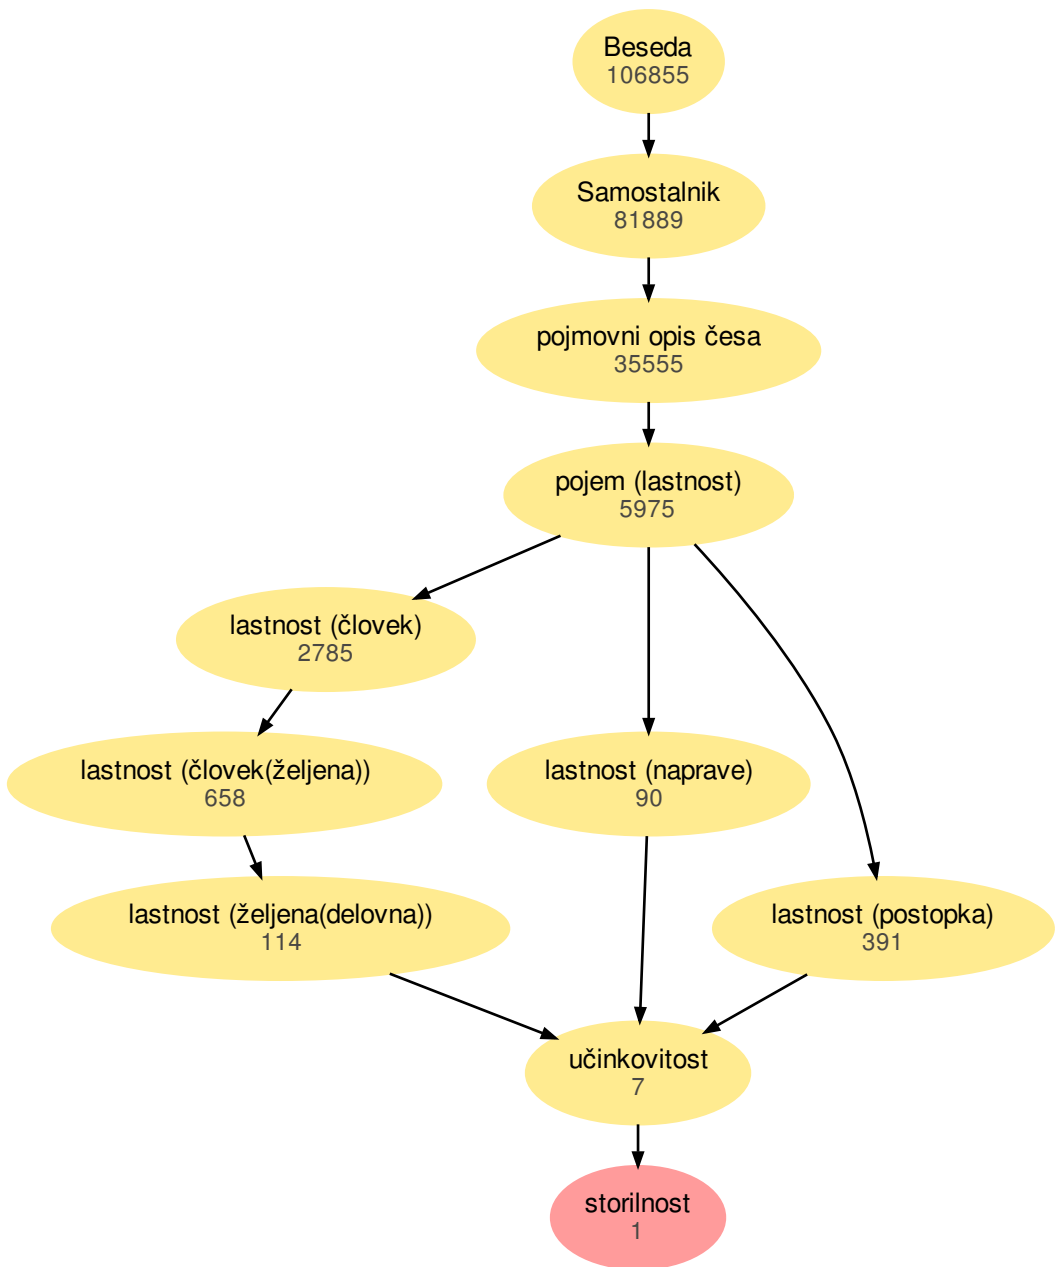 Beseda
106855
Samostalnik
81889
pojmovni opis česa
35555
pojem (lastnost)
5975
lastnost (človek)
2785
lastnost (človek(željena))
658
lastnost (naprave)
90
lastnost (željena(delovna))
114
lastnost (postopka)
391
učinkovitost
7
storilnost
1